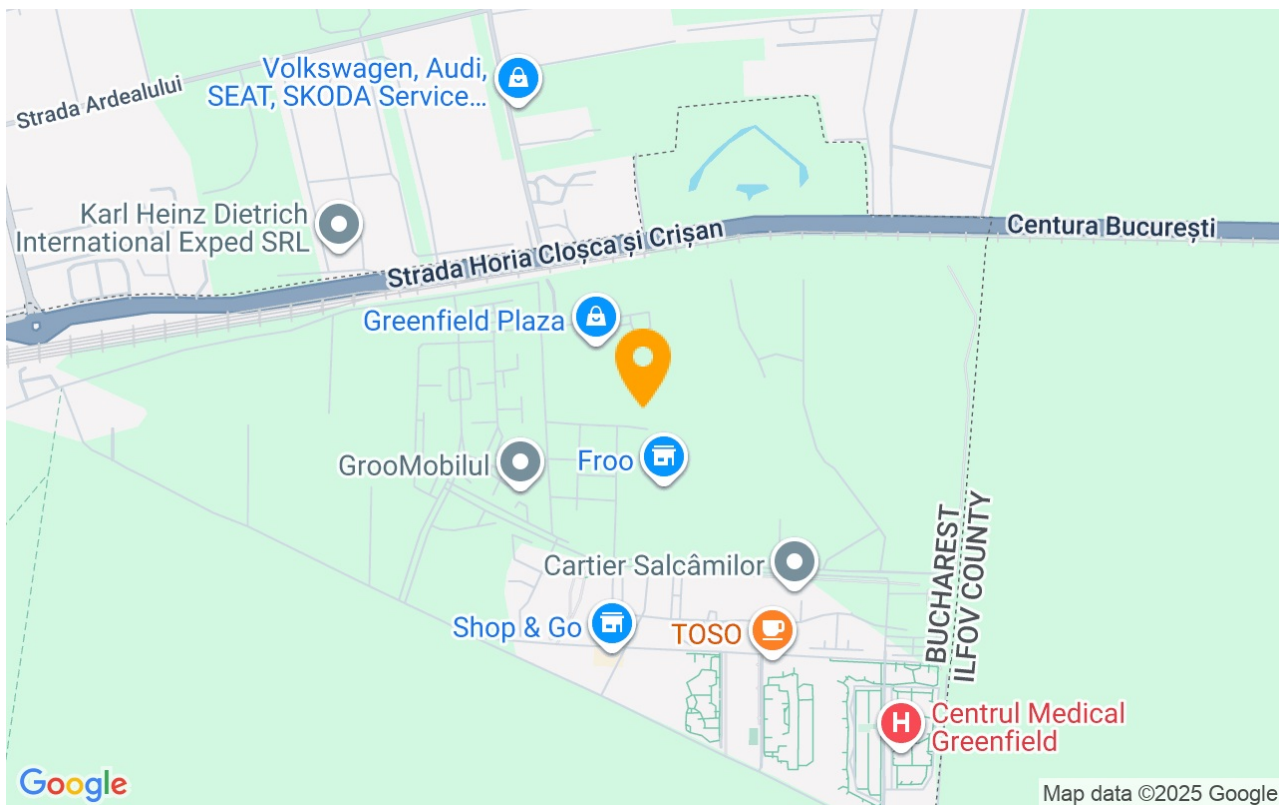 Volkswagen, Audi,
SEAT, SKODA Service...
Strada Ardealului
Karl Heinz Dietrich
International Exped SRL
Strada Horia Cloșca și Crișan
Centura București
Greenfield Plaza
Froo
GrooMobilul
BUCHAREST
ILFOV COUNTY
Cartier Salcâmilor
Shop & Go
TOSO
H
Centrul Medical
Greenfield
Google
Map data ©2025 Google